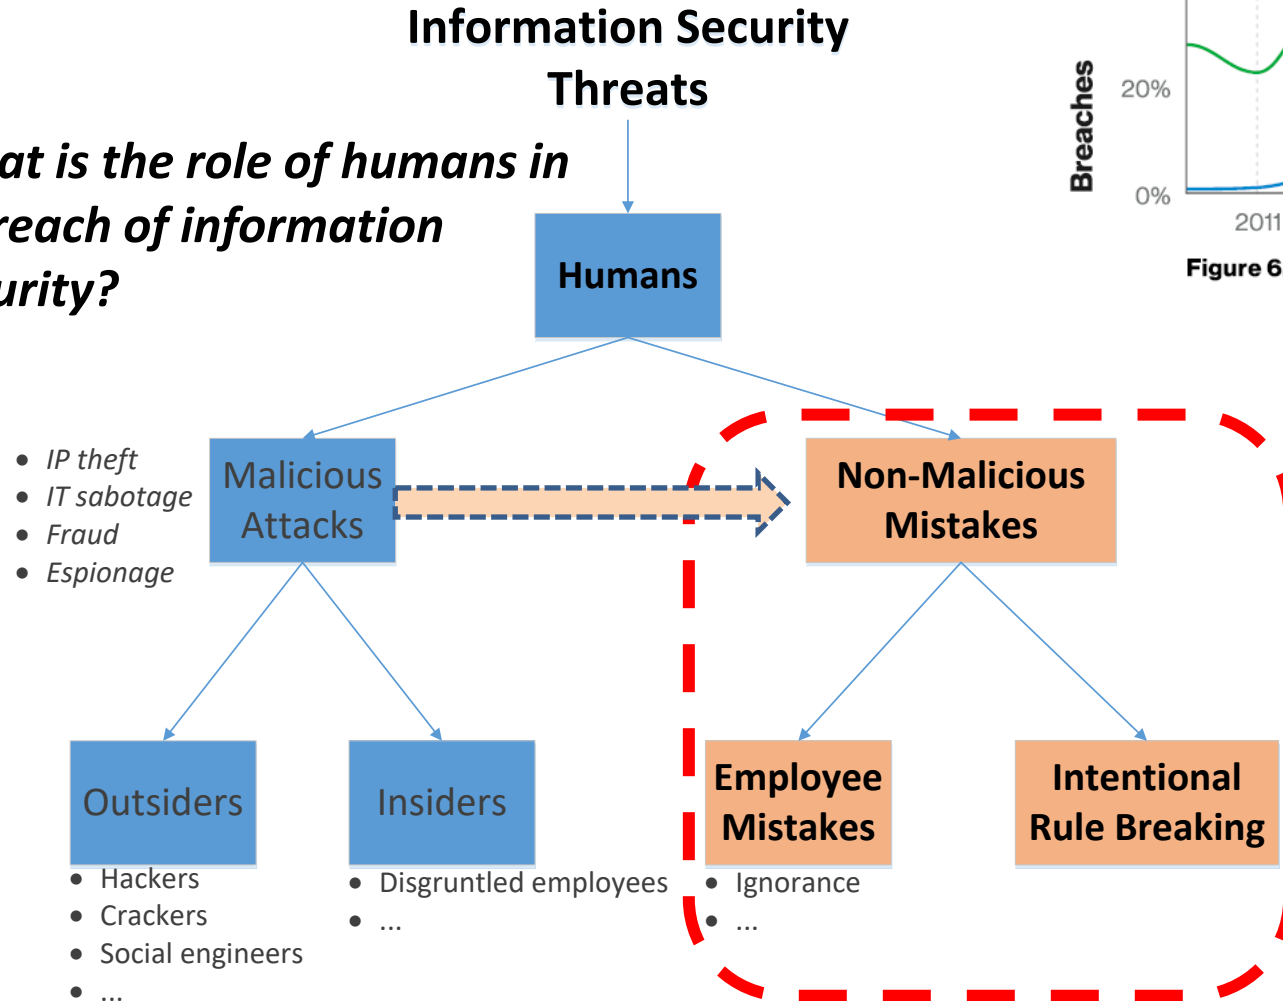 Information Security
Threats
at is the role of humans in
reach of information
urity?
Breaches
20%
0%
2011
Figure 6
Humans
• IP theft
• IT sabotage
• Fraud
• Espionage
Malicious
Attacks
Non-Malicious
Mistakes
Outsiders
Insiders
Employee
Mistakes
Intentional
Rule Breaking
• Hackers
• Crackers
• Social engineers
• ...
• Disgruntled employees
• ...
• Ignorance
• ...